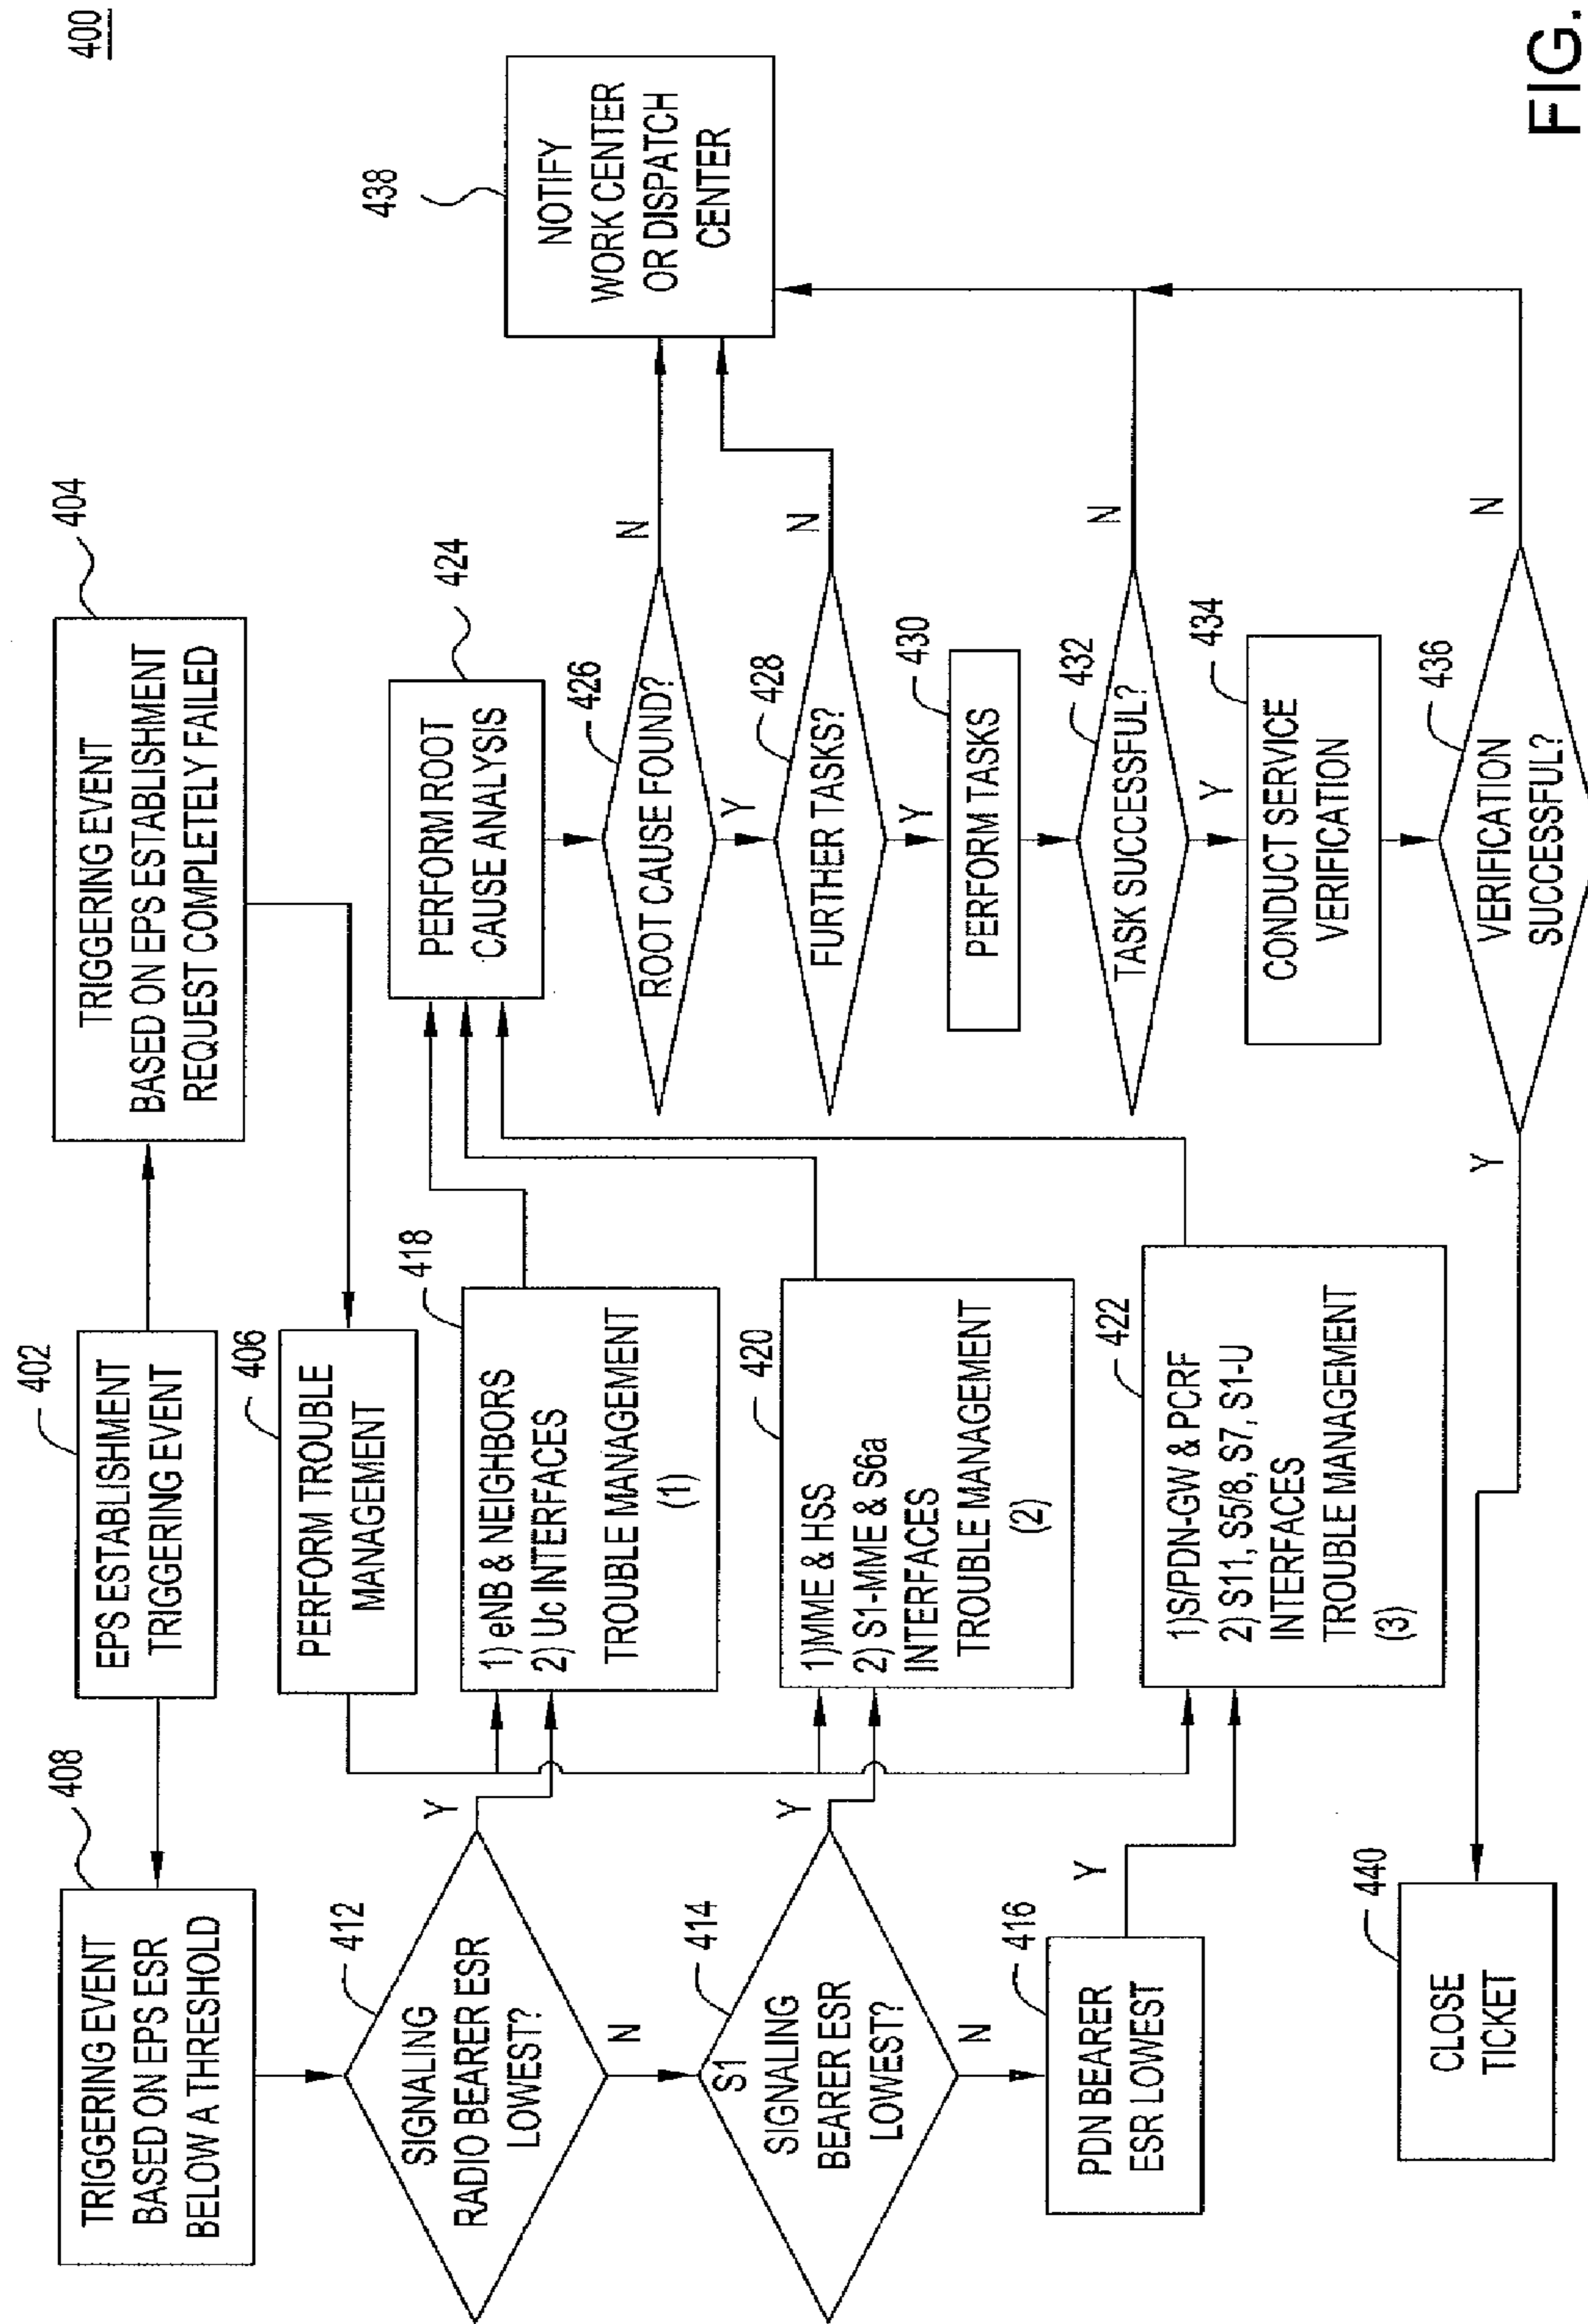 400
402
EPS ESTABLISHMENT
TRIGGERING EVENT
404
TRIGGERING EVENT
BASED ON EPS ESTABLISHMENT
REQUEST COMPLETELY FAILED
406
PERFORM TROUBLE
MANAGEMENT
408
TRIGGERING EVENT
BASED ON EPS ESR
BELOW A THRESHOLD
412
SIGNALING
RADIO BEARER ESR
LOWEST?
Y
N
414
S1
SIGNALING
BEARER ESR
LOWEST?
Y
N
416
PDN BEARER
ESR LOWEST
Y
418
1) eNB & NEIGHBORS
2) Uc INTERFACES
TROUBLE MANAGEMENT
(1)
420
1)MME & HSS
2) S1-MME & S6a
INTERFACES
TROUBLE MANAGEMENT
(2)
422
1)S/PDN-GW & PCRF
2) S11, S5/8, S7, S1-U
INTERFACES
TROUBLE MANAGEMENT
(3)
424
PERFORM ROOT
CAUSE ANALYSIS
426
ROOT CAUSE FOUND?
N
Y
428
FURTHER TASKS?
N
Y
430
PERFORM TASKS
432
TASK SUCCESSFUL?
N
Y
434
CONDUCT SERVICE
VERIFICATION
436
VERIFICATION
SUCCESSFUL?
N
Y
438
NOTIFY
WORK CENTER
OR DISPATCH
CENTER
440
CLOSE
TICKET
FIG.